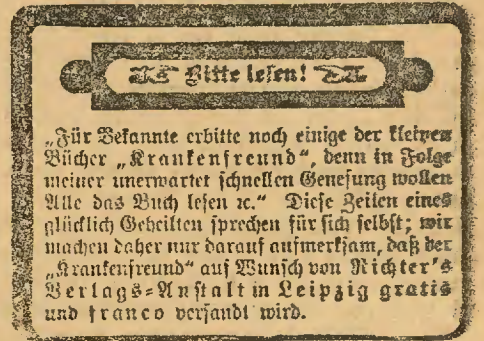 Bitte lesen!
„Für Bekannte erbitte noch einige der kleinen
Bücher „Krankenfreund“, denn in Folge
meiner unerwartet schnellen Genesung wollen
Alle das Buch lesen ꝛc.“ Diese Zeilen eines
glücklich Geheilten sprechen für sich selbst; wir
machen daher nur darauf aufmerksam, daß der
„Krankenfreund“ auf Wunsch von Richter's
Verlags-Anstalt in Leipzig gratis
und franco versandt wird.